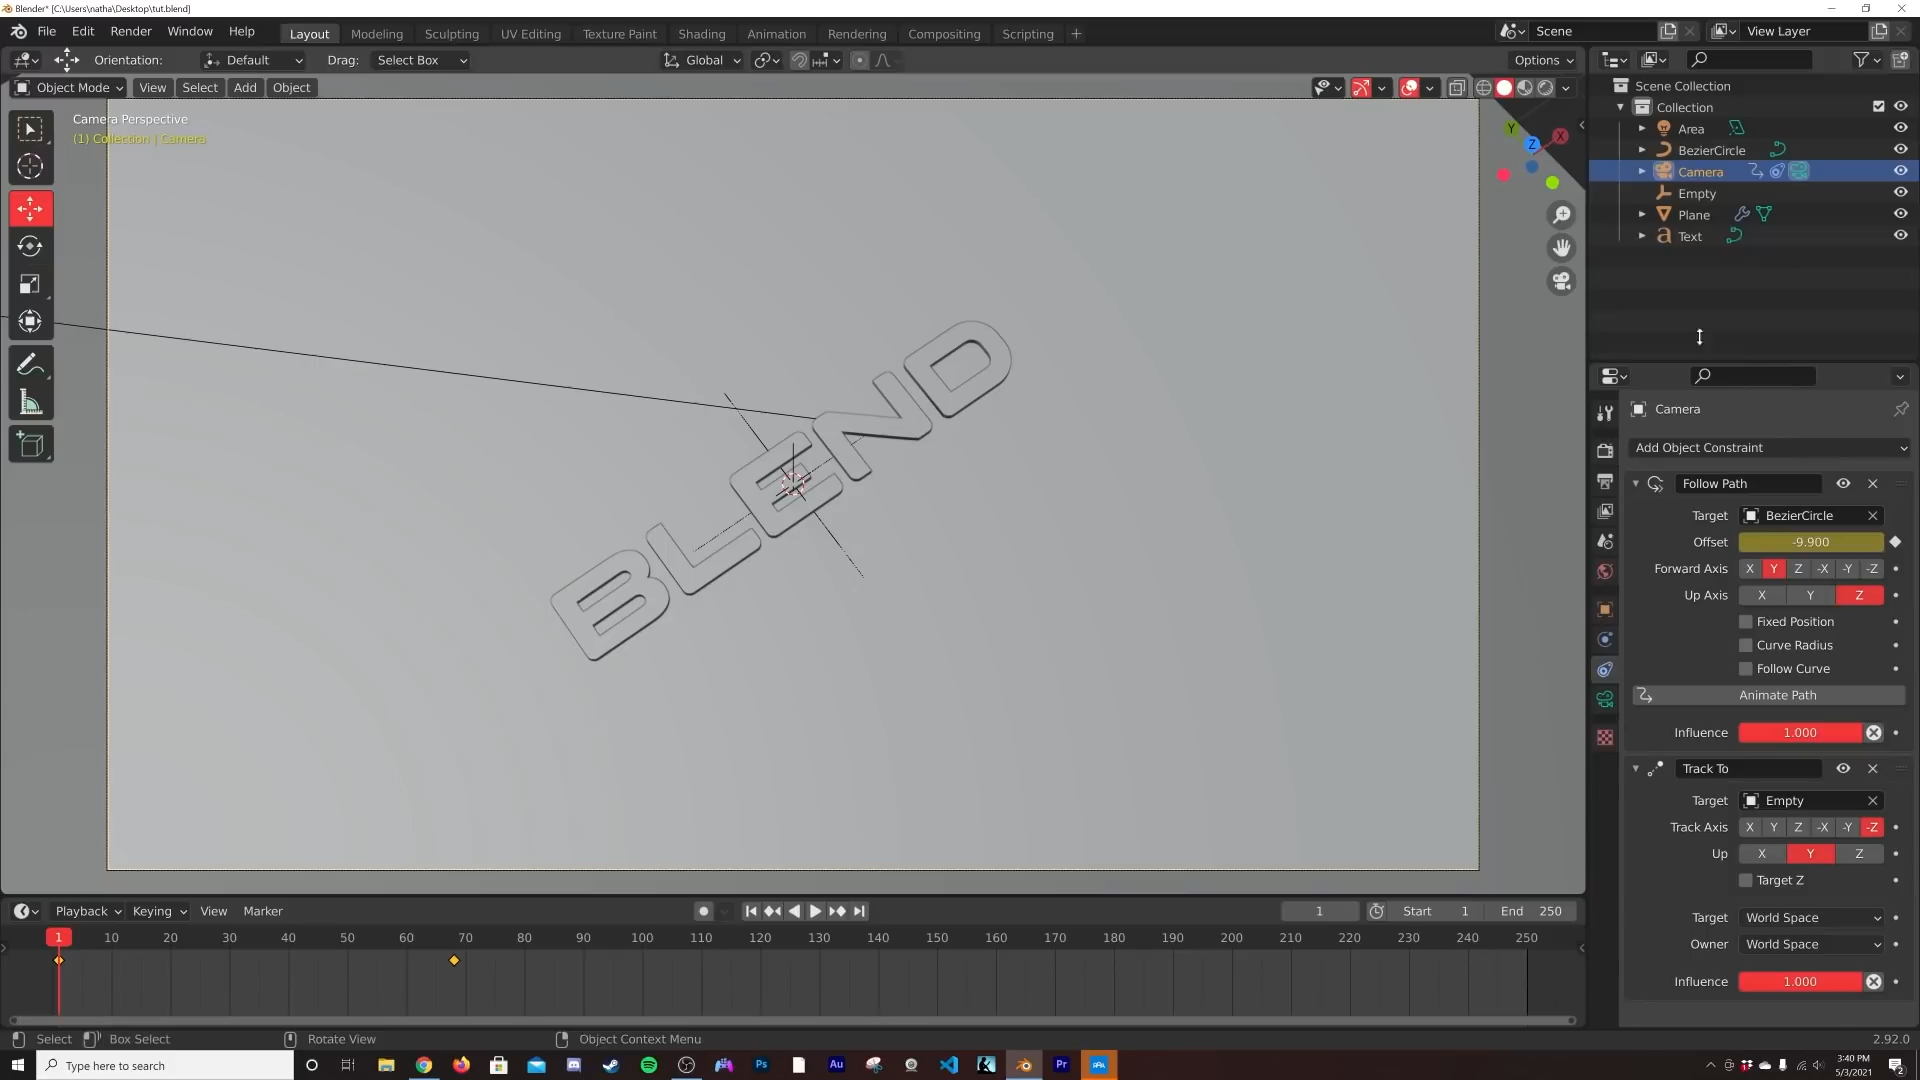 Blender* [C:\Users\natha\Desktop\tut.blend]
File Edit Render Window Help Layout Modeling Sculpting UV Editing Texture Paint Shading Animation Rendering Compositing Scripting + Scene View Layer
Orientation: Default Drag: Select Box Global Options
Object Mode View Select Add Object
Camera Perspective
(1) Collection | Camera
Y X Z
BLEND
Scene Collection
Collection
Area
BezierCircle
Camera
Empty
Plane
Text
Camera
Add Object Constraint
Follow Path
Target BezierCircle
Offset -9.900
Forward Axis X Y Z -X -Y -Z
Up Axis X Y Z
Fixed Position
Curve Radius
Follow Curve
Animate Path
Influence 1.000
Track To
Target Empty
Track Axis X Y Z -X -Y -Z
Up X Y Z
Target Z
Target World Space
Owner World Space
Influence 1.000
Playback Keying View Marker 1 Start 1 End 250
1 10 20 30 40 50 60 70 80 90 100 110 120 130 140 150 160 170 180 190 200 210 220 230 240 250
Select Box Select Rotate View Object Context Menu 2.92.0
Type here to search Ps Au Pr 3:40 PM
5/3/2021